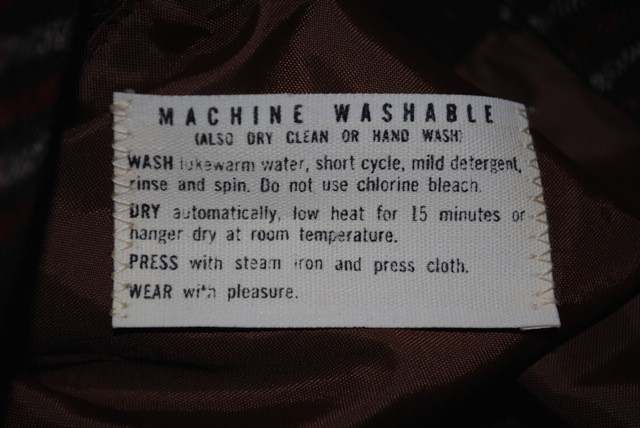 MACHINE WASHABLE
(ALSO DRY CLEAN OR HAND WASH)
WASH lukewarm water, short cycle, mild detergent,
rinse and spin. Do not use chlorine bleach.
DRY automatically, low heat for 15 minutes or
hanger dry at room temperature.
PRESS with steam iron and press cloth.
WEAR with pleasure.